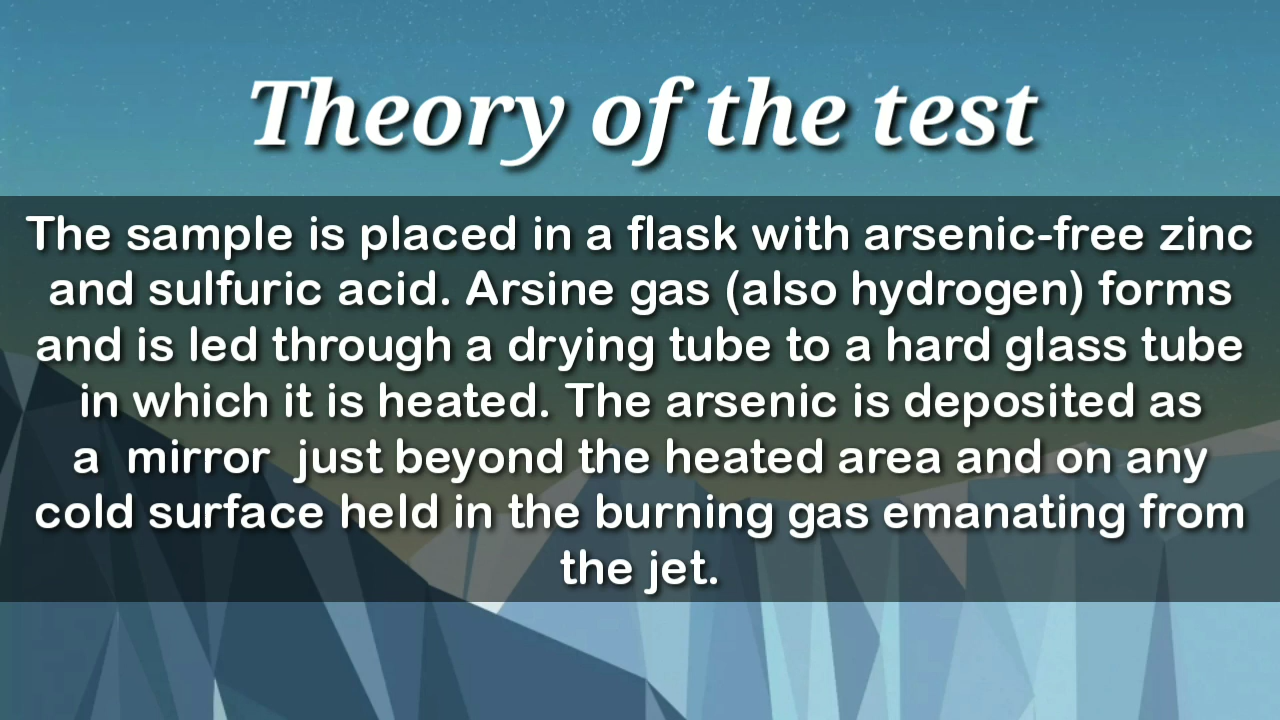 Theory of the test
The sample is placed in a flask with arsenic-free zinc
and sulfuric acid. Arsine gas (also hydrogen) forms
and is led through a drying tube to a hard glass tube
in which it is heated. The arsenic is deposited as
a  mirror  just beyond the heated area and on any
cold surface held in the burning gas emanating from
the jet.